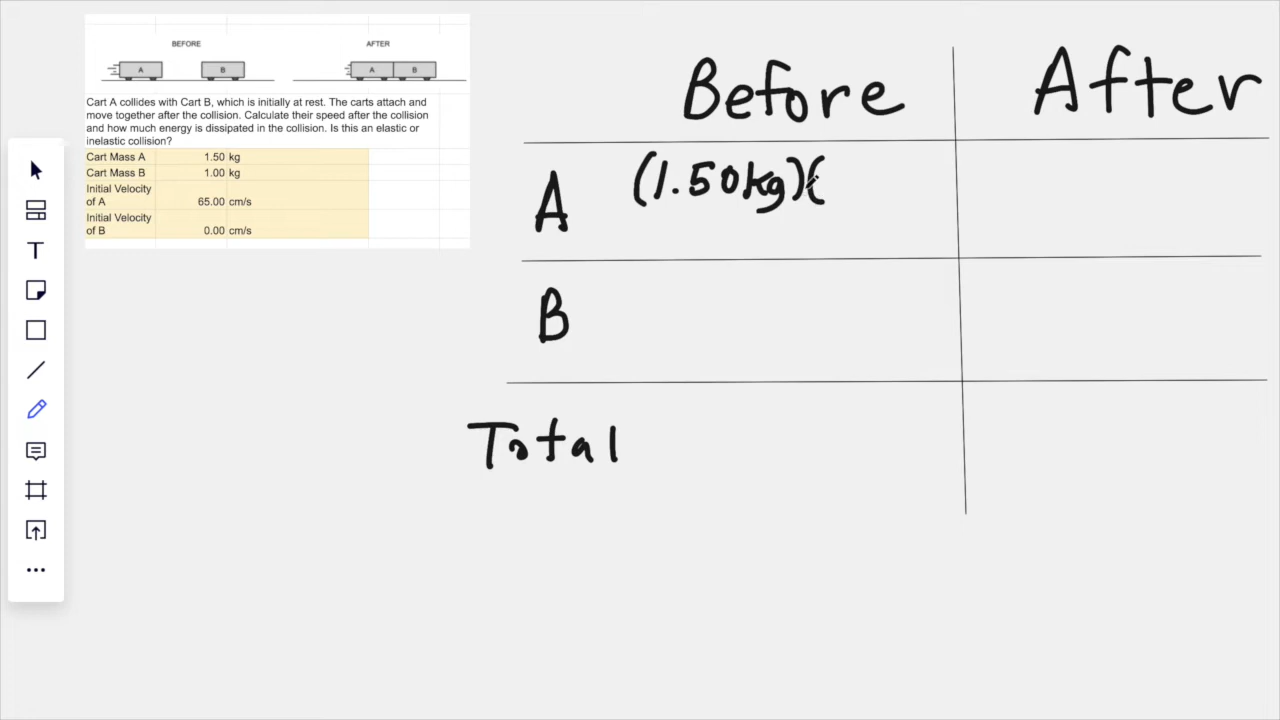 BEFORE AFTER
A B A B
Cart A collides with Cart B, which is initially at rest. The carts attach and
move together after the collision. Calculate their speed after the collision
and how much energy is dissipated in the collision. Is this an elastic or
inelastic collision?
Cart Mass A 1.50 kg
Cart Mass B 1.00 kg
Initial Velocity
of A 65.00 cm/s
Initial Velocity
of B 0.00 cm/s
T
Before After
A (1.50kg)(
B
Total